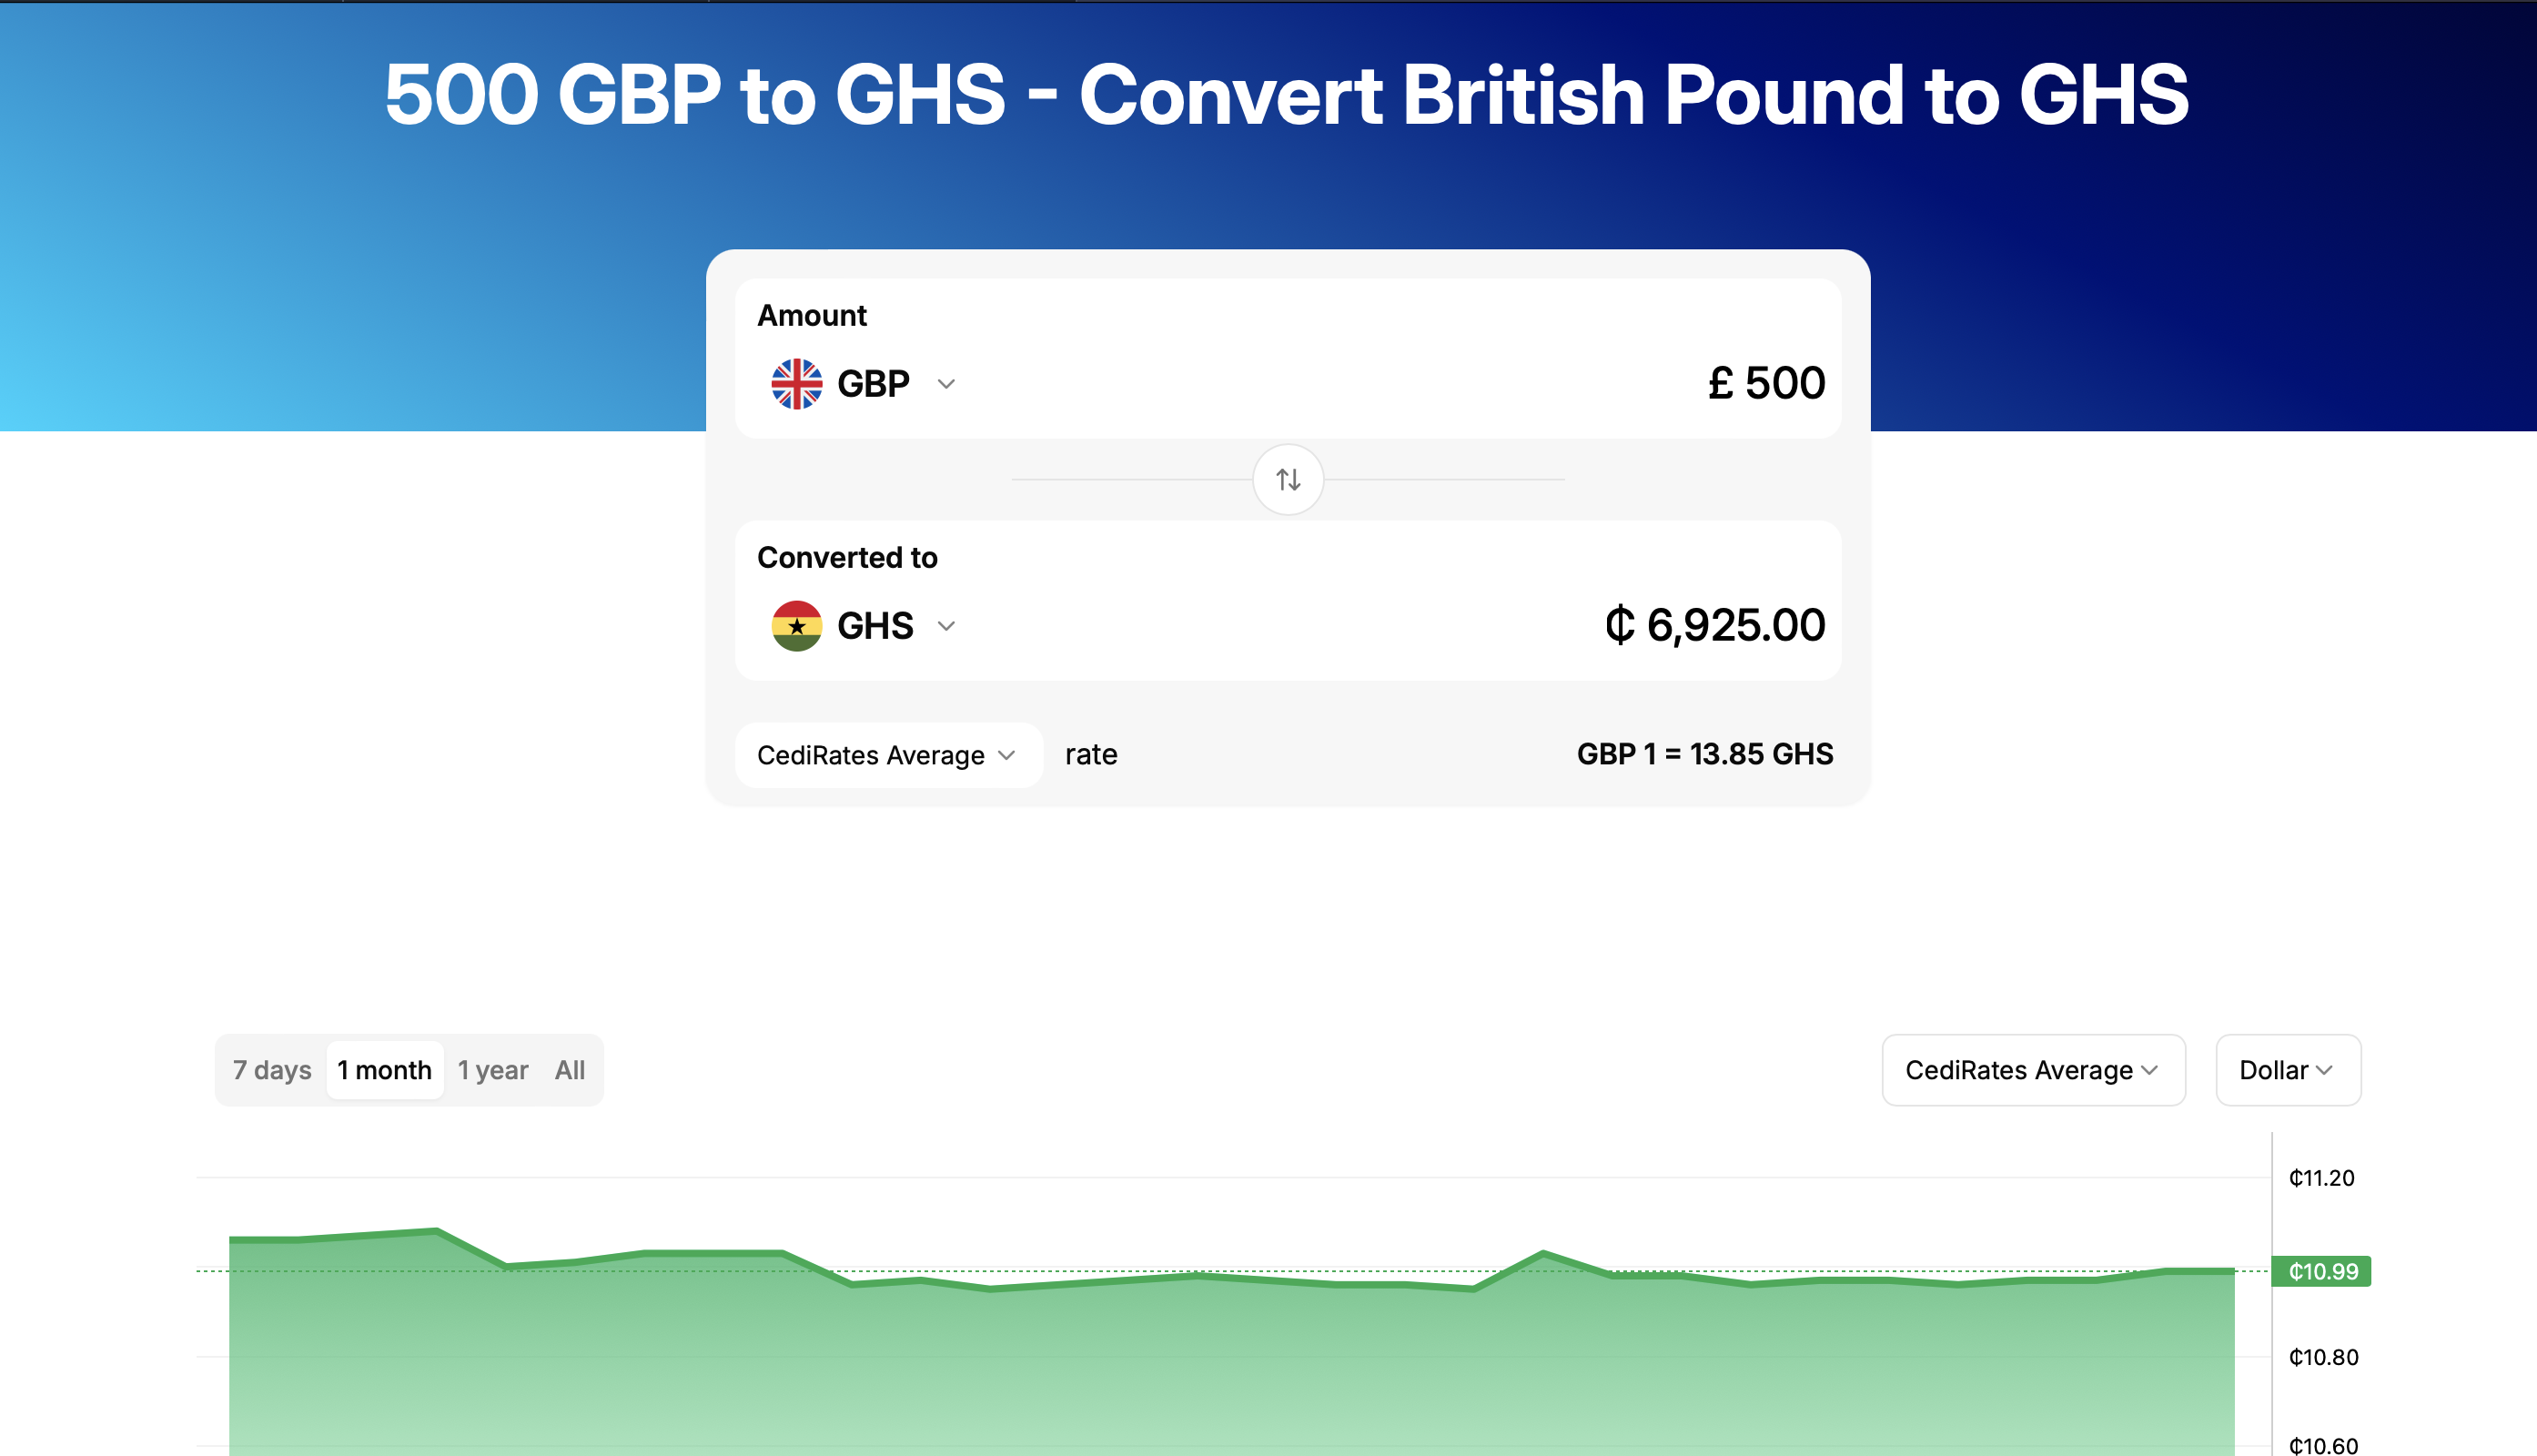 500 GBP to GHS - Convert British Pound to GHS
Amount
GBP
£ 500
Converted to
GHS
₵ 6,925.00
CediRates Average
rate
GBP 1 = 13.85 GHS
7 days
1 month
1 year
All
CediRates Average
Dollar
₵11.20
₵10.99
₵10.80
₵10.60